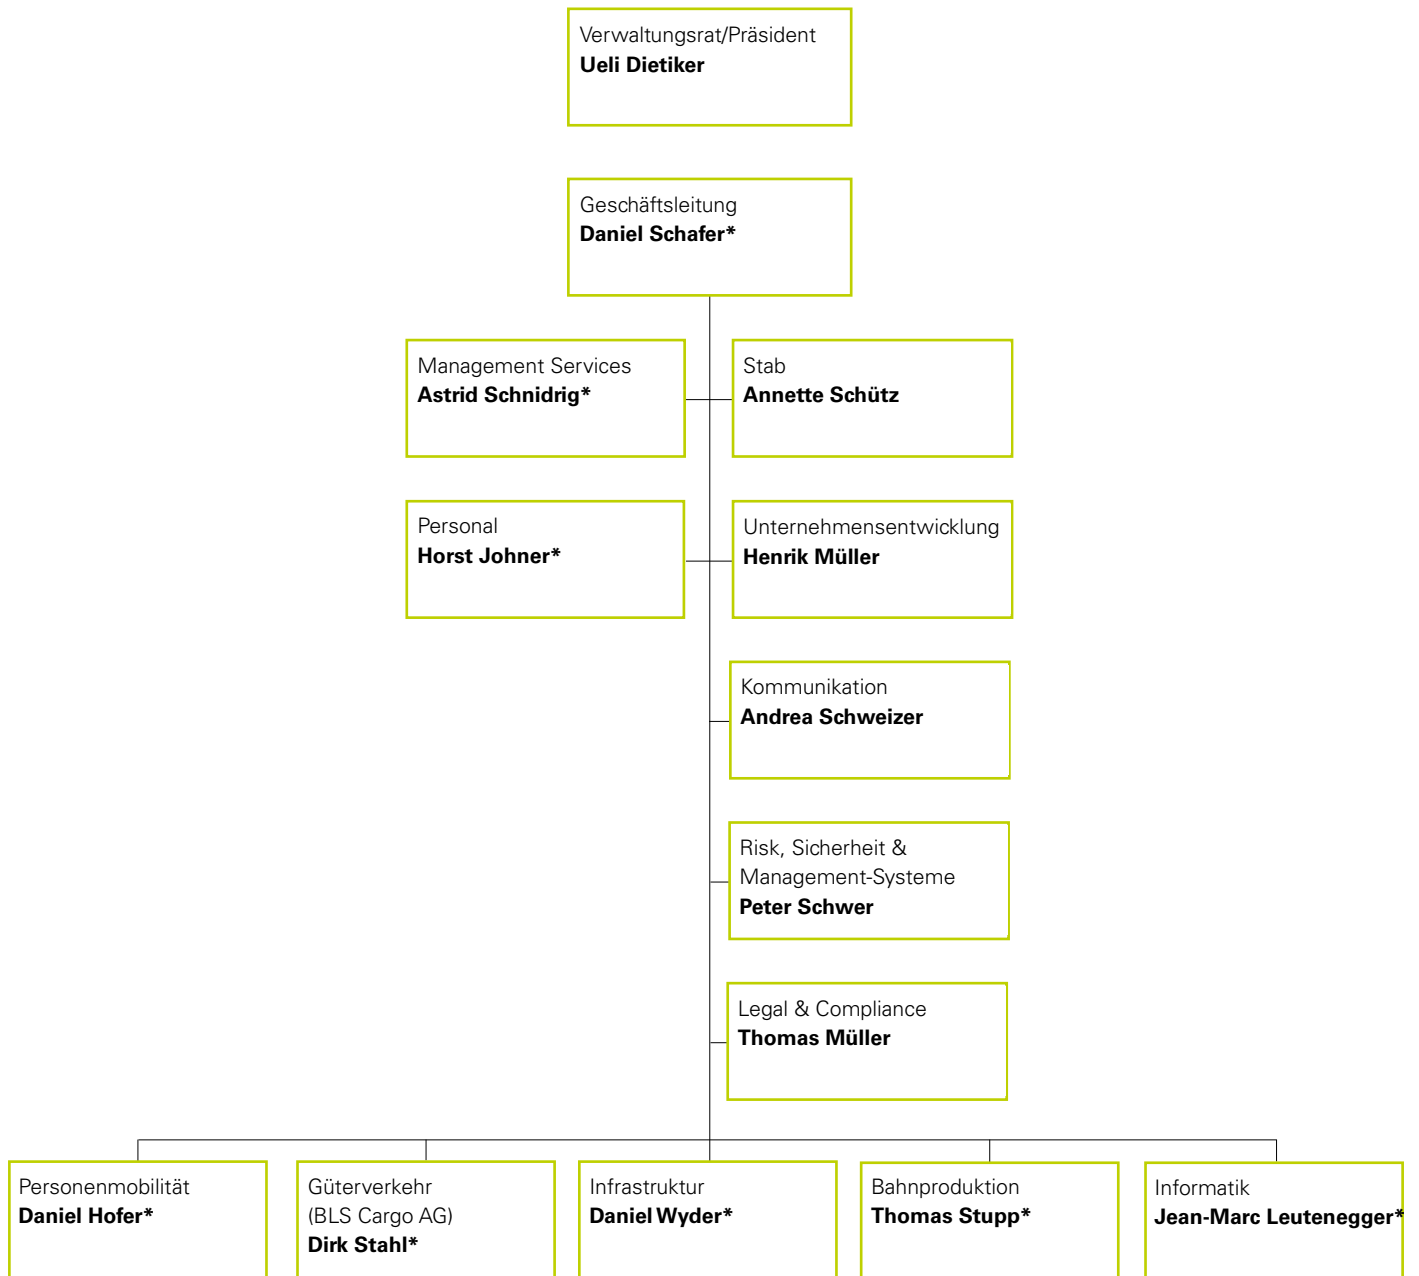 Verwaltungsrat/Präsident
Ueli Dietiker
Geschäftsleitung
Daniel Schafer*
Management Services
Astrid Schnidrig*
Stab
Annette Schütz
Personal
Horst Johner*
Unternehmensentwicklung
Henrik Müller
Kommunikation
Andrea Schweizer
Risk, Sicherheit &
Management-Systeme
Peter Schwer
Legal & Compliance
Thomas Müller
Personenmobilität
Daniel Hofer*
Güterverkehr
(BLS Cargo AG)
Dirk Stahl*
Infrastruktur
Daniel Wyder*
Bahnproduktion
Thomas Stupp*
Informatik
Jean-Marc Leutenegger*